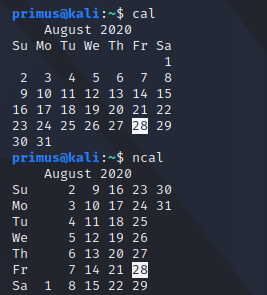 primus@kali:~$ cal
    August 2020
Su Mo Tu We Th Fr Sa
                   1
 2  3  4  5  6  7  8
 9 10 11 12 13 14 15
16 17 18 19 20 21 22
23 24 25 26 27 28 29
30 31
primus@kali:~$ ncal
    August 2020
Su     2  9 16 23 30
Mo     3 10 17 24 31
Tu     4 11 18 25
We     5 12 19 26
Th     6 13 20 27
Fr     7 14 21 28
Sa  1  8 15 22 29